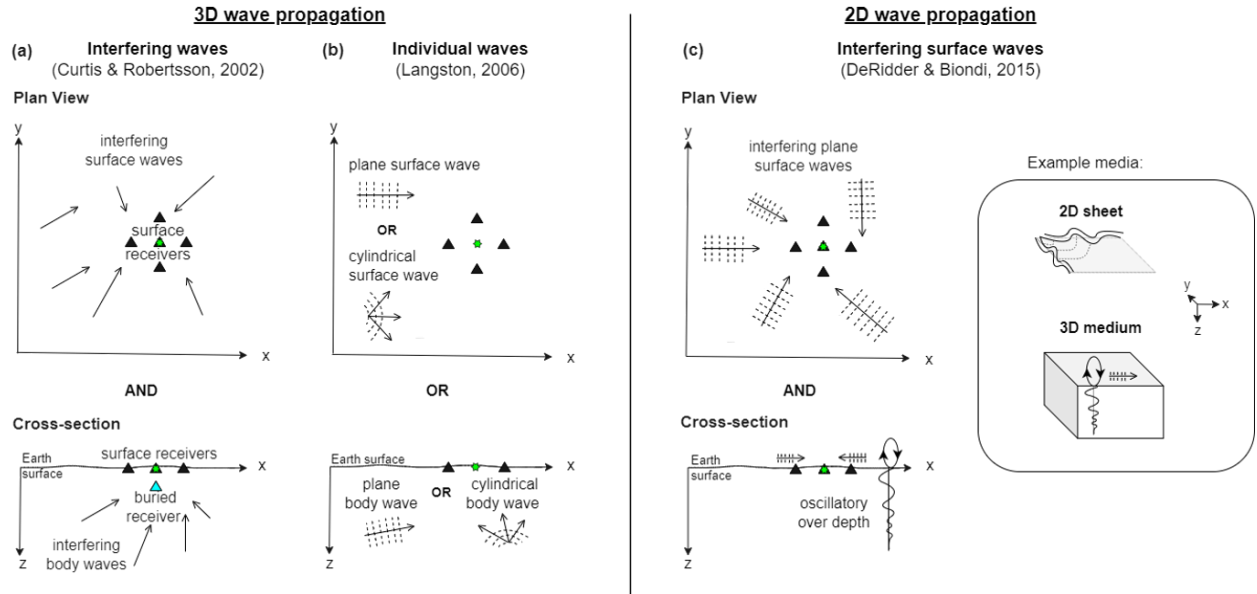 3D wave propagation
(a)
Interfering waves
(Curtis & Robertsson, 2002)
Plan View
y
interfering
surface waves
surface
receivers
x
AND
Cross-section
Earth
surface
surface receivers
x
buried
receiver
interfering
body waves
z
(b)
Individual waves
(Langston, 2006)
y
plane surface wave
OR
cylindrical
surface wave
x
OR
Earth surface
x
plane
body wave
OR
cylindrical
body wave
z
2D wave propagation
(c)
Interfering surface waves
(DeRidder & Biondi, 2015)
Plan View
y
interfering plane
surface waves
x
AND
Cross-section
Earth
surface
x
oscillatory
over depth
z
Example media:
2D sheet
y
x
z
3D medium